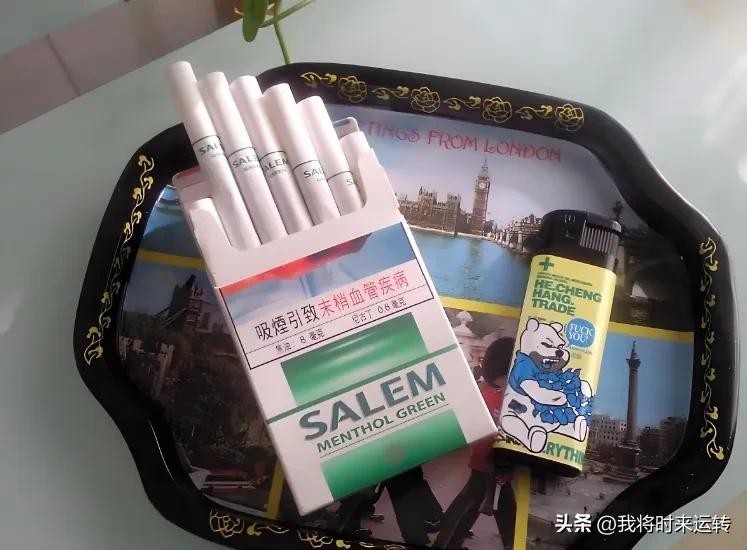 TINGS FROM LONDON
SALEM
SALEM
SALEM
SALEM
吸煙引致末梢血管疾病
焦油 8 毫克 尼古丁 0.6 毫克
SALEM
MENTHOL GREEN
HE.CHENG
HANG.
TRADE
FUCK
YOU!
ERYTHIN
头条 @我将时来运转